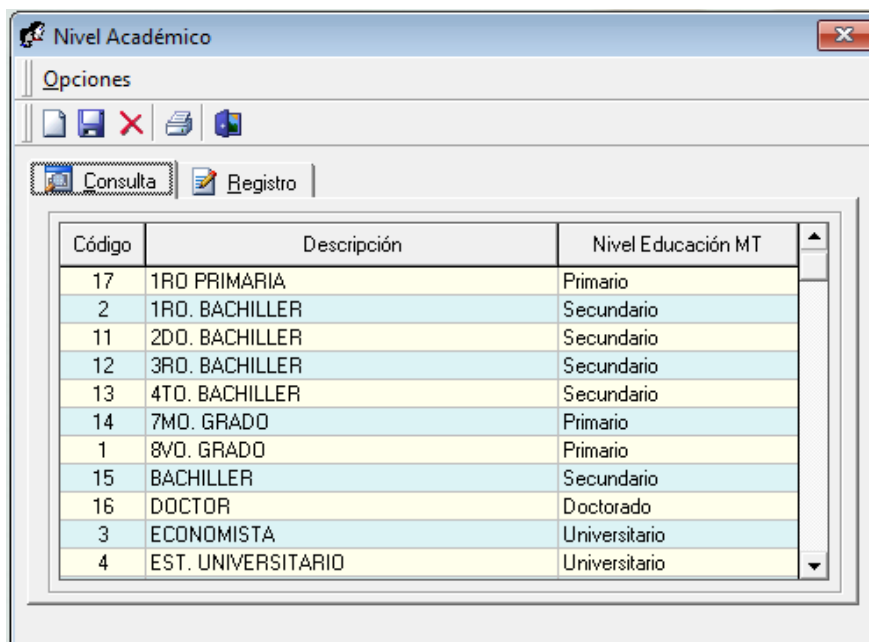 Nivel Académico
Opciones
Consulta Registro
Código Descripción Nivel Educación MT
17 1RO PRIMARIA Primario
2 1RO. BACHILLER Secundario
11 2DO. BACHILLER Secundario
12 3RO. BACHILLER Secundario
13 4TO. BACHILLER Secundario
14 7MO. GRADO Primario
1 8VO. GRADO Primario
15 BACHILLER Secundario
16 DOCTOR Doctorado
3 ECONOMISTA Universitario
4 EST. UNIVERSITARIO Universitario